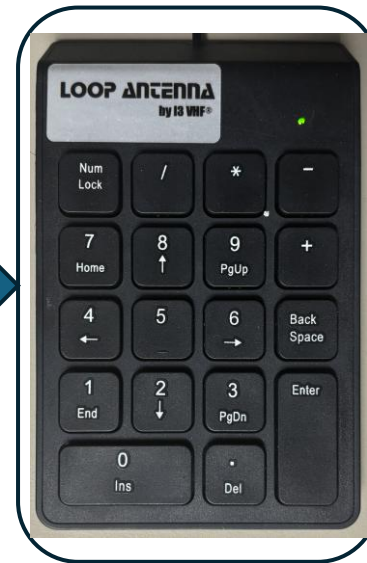 LOOP ANTENNA
by I3 VHF®
Num
Lock
/
*
-
7
Home
8
↑
9
PgUp
+
4
←
5
6
→
Back
Space
1
End
2
↓
3
PgDn
Enter
0
Ins
.
Del